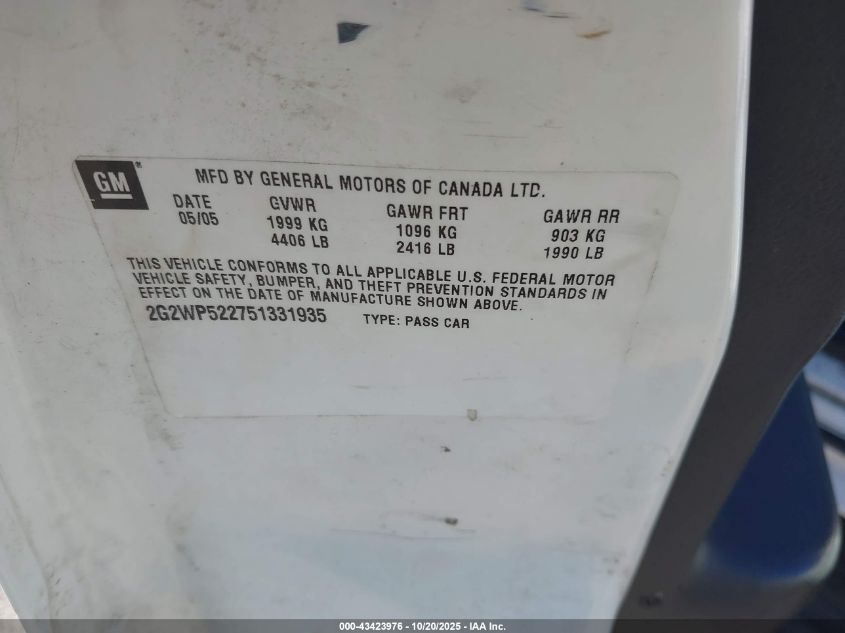 GM
MFD BY GENERAL MOTORS OF CANADA LTD.
DATE GVWR GAWR FRT GAWR RR
05/05 1999 KG 1096 KG 903 KG
4406 LB 2416 LB 1990 LB
THIS VEHICLE CONFORMS TO ALL APPLICABLE U.S. FEDERAL MOTOR
VEHICLE SAFETY, BUMPER, AND THEFT PREVENTION STANDARDS IN
EFFECT ON THE DATE OF MANUFACTURE SHOWN ABOVE.
2G2WP522751331935 TYPE: PASS CAR
000-43423976 - 10/20/2025 - IAA Inc.